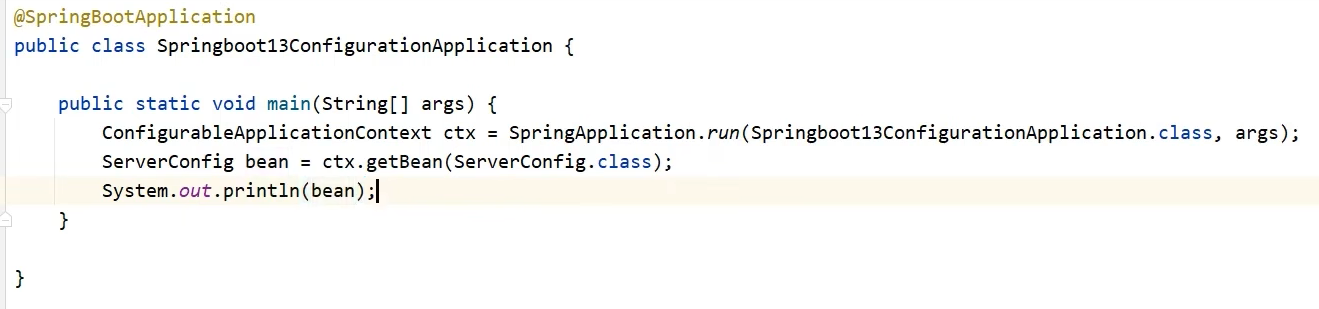 @SpringBootApplication
public class Springboot13ConfigurationApplication {
public static void main(String[] args) {
ConfigurableApplicationContext ctx = SpringApplication.run(Springboot13ConfigurationApplication.class, args);
ServerConfig bean = ctx.getBean(ServerConfig.class);
System.out.println(bean);
}
}